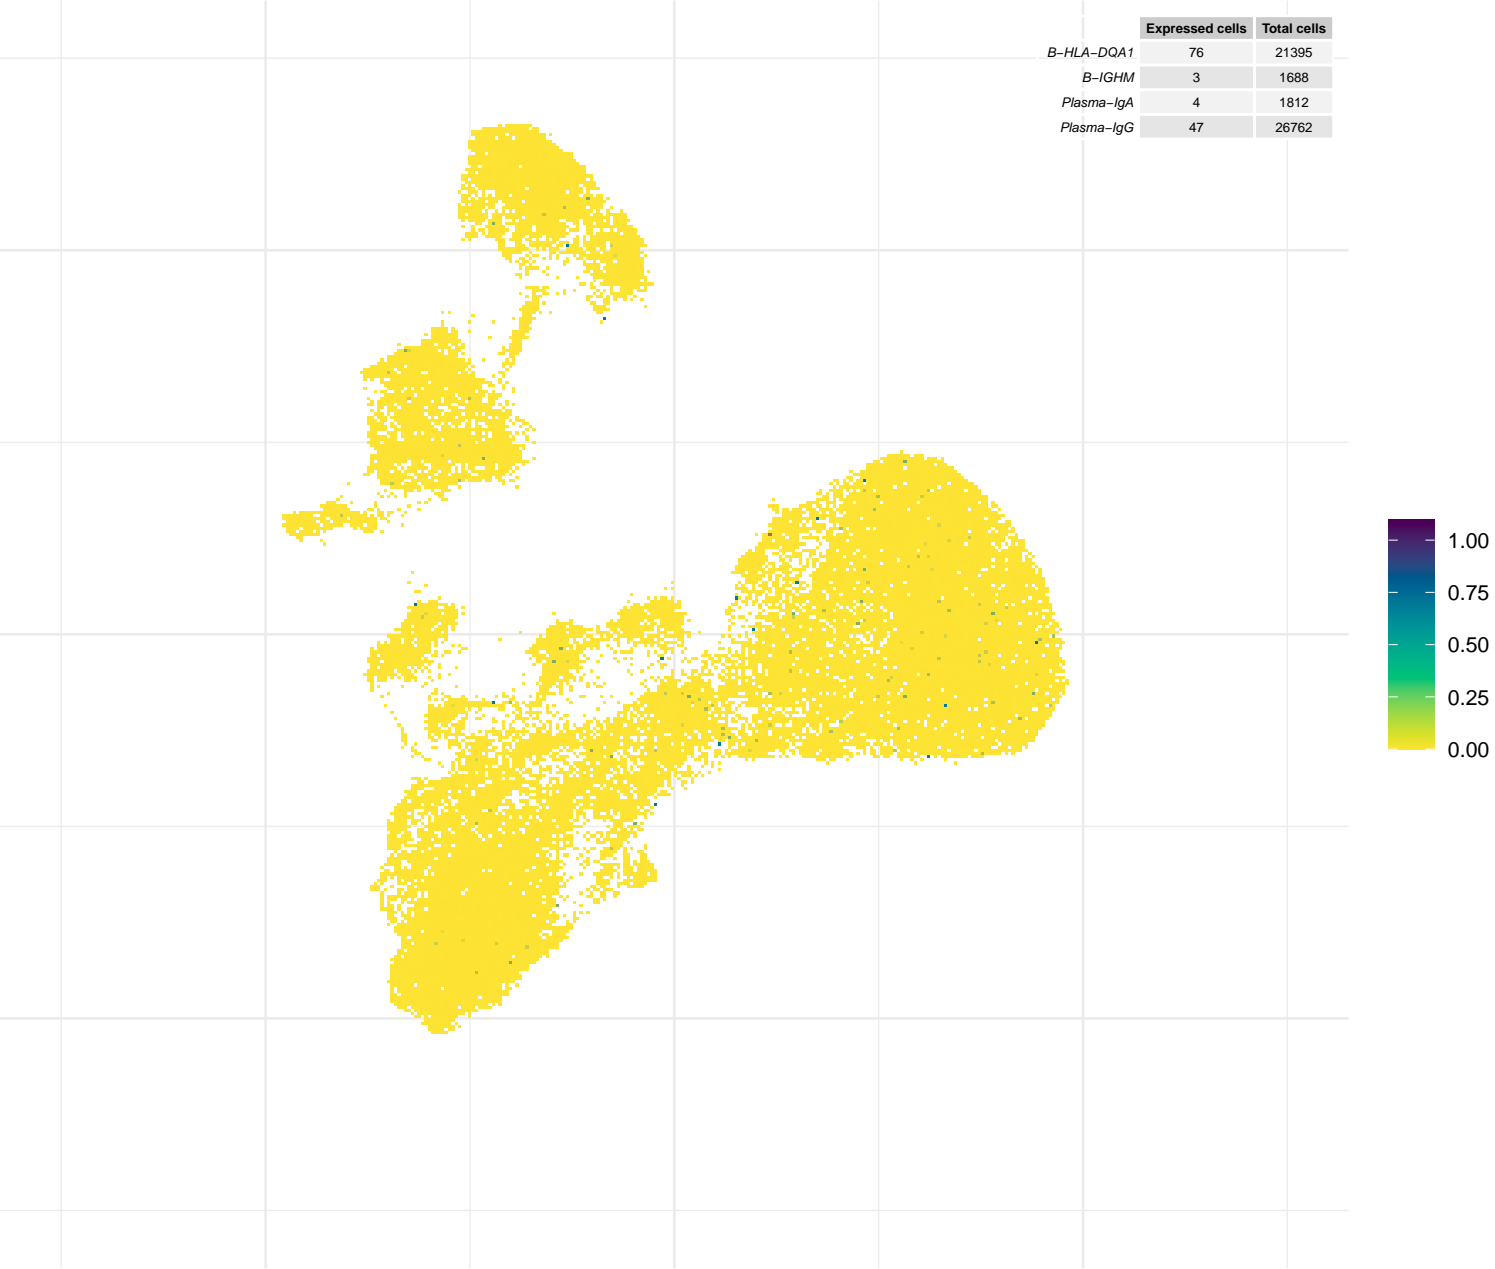 Expressed cells Total cells
B−HLA−DQA1 76 21395
B−IGHM 3 1688
Plasma−IgA 4 1812
Plasma−IgG 47 26762
1.00
0.75
0.50
0.25
0.00